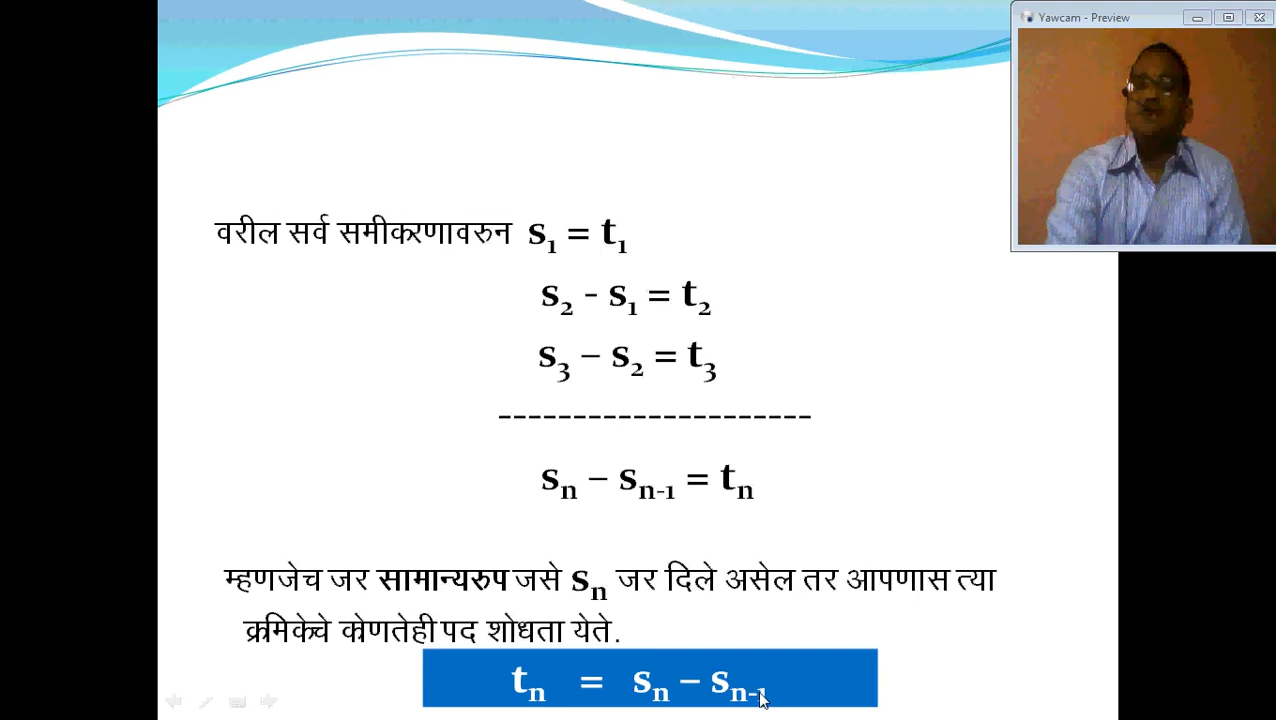 Yawcam - Preview
वरील सर्व समीकरणावरुन s₁ = t₁
s₂ - s₁ = t₂
s₃ – s₂ = t₃
---------------------
sₙ – sₙ₋₁ = tₙ
म्हणजेच जर सामान्यरुप जसे sₙ जर दिले असेल तर आपणास त्या
क्रमिकेचे कोणतेही पद शोधता येते.
tₙ = sₙ – sₙ₋₁